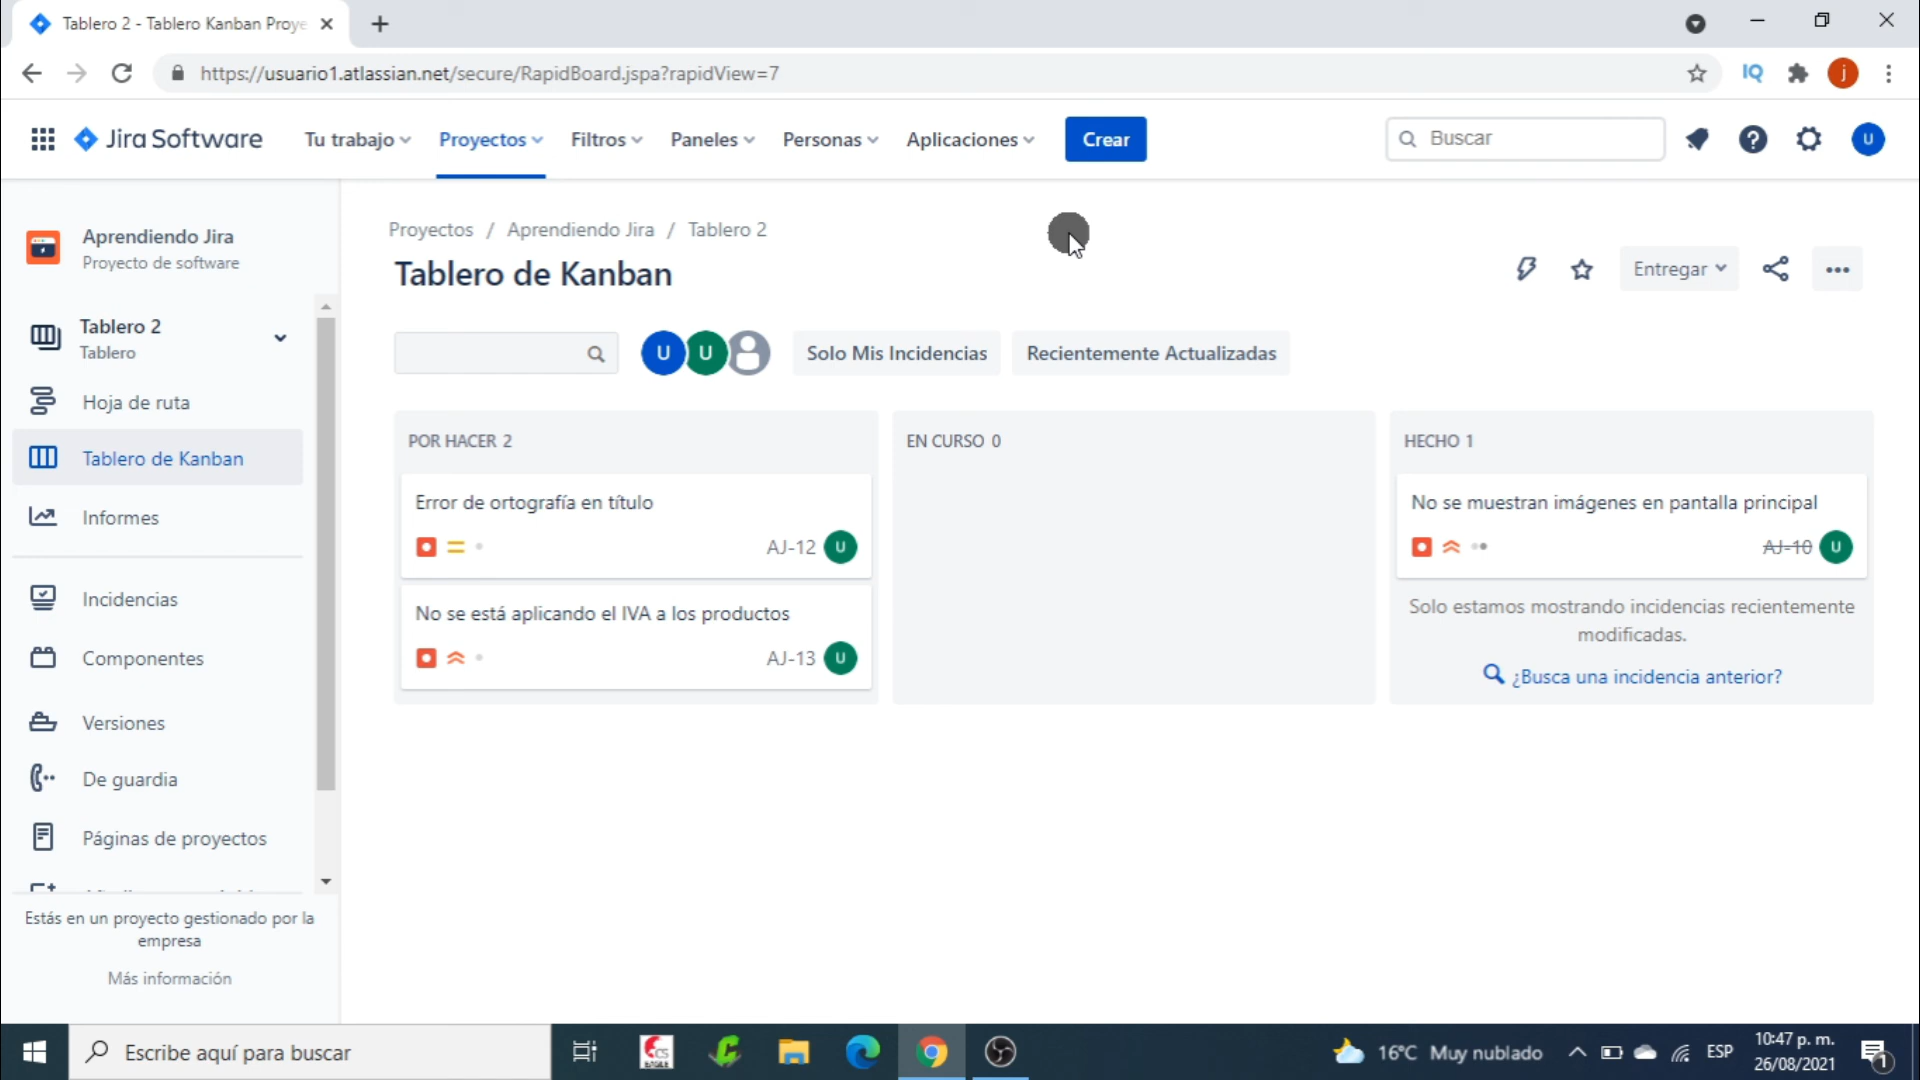 Tablero 2 - Tablero Kanban Proye
https://usuario1.atlassian.net/secure/RapidBoard.jspa?rapidView=7
IQ
j
Jira Software
Tu trabajo
Proyectos
Filtros
Paneles
Personas
Aplicaciones
Crear
Buscar
U
Aprendiendo Jira
Proyecto de software
Tablero 2
Tablero
Hoja de ruta
Tablero de Kanban
Informes
Incidencias
Componentes
Versiones
De guardia
Páginas de proyectos
Estás en un proyecto gestionado por la
empresa
Más información
Proyectos / Aprendiendo Jira / Tablero 2
Tablero de Kanban
Entregar
U
U
Solo Mis Incidencias
Recientemente Actualizadas
POR HACER 2
Error de ortografía en título
AJ-12
U
No se está aplicando el IVA a los productos
AJ-13
U
EN CURSO 0
HECHO 1
No se muestran imágenes en pantalla principal
AJ-10
U
Solo estamos mostrando incidencias recientemente
modificadas.
¿Busca una incidencia anterior?
Escribe aquí para buscar
16°C Muy nublado
ESP
10:47 p. m.
26/08/2021
1